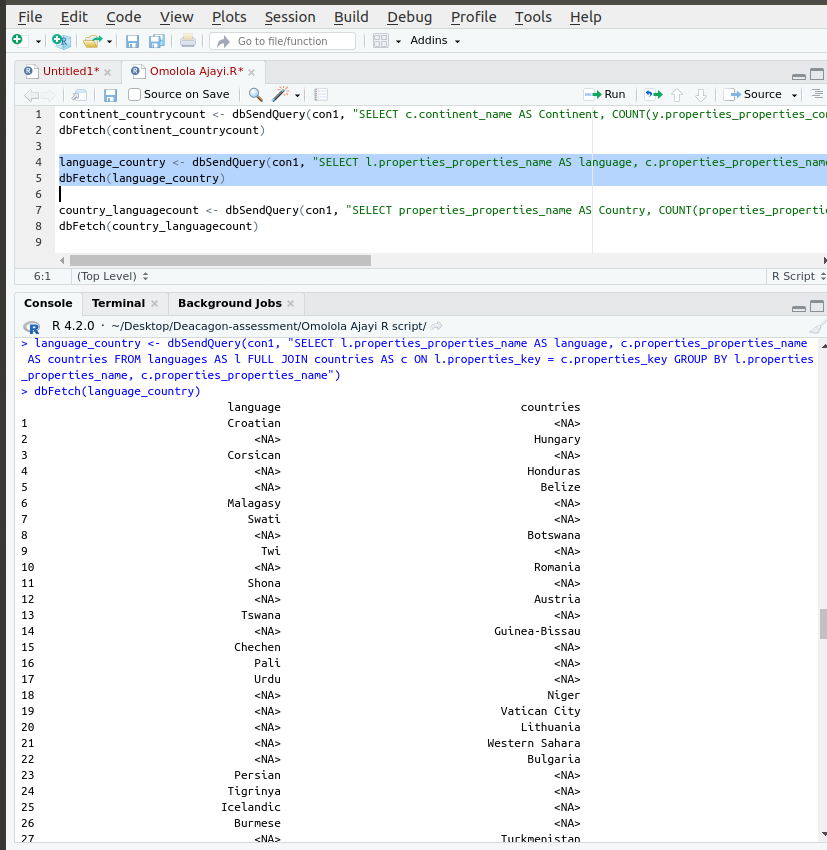 File Edit Code View Plots Session Build Debug Profile Tools Help
Go to file/function Addins
Untitled1* Omolola Ajayi.R*
Source on Save Run Source
1 continent_countrycount <- dbSendQuery(con1, "SELECT c.continent_name AS Continent, COUNT(y.properties_properties_co
2 dbFetch(continent_countrycount)
3
4 language_country <- dbSendQuery(con1, "SELECT l.properties_properties_name AS language, c.properties_properties_name
5 dbFetch(language_country)
6
7 country_languagecount <- dbSendQuery(con1, "SELECT properties_properties_name AS Country, COUNT(properties_properti
8 dbFetch(country_languagecount)
9
6:1 (Top Level) R Script
Console Terminal Background Jobs
R 4.2.0 · ~/Desktop/Deacagon-assessment/Omolola Ajayi R script/
> language_country <- dbSendQuery(con1, "SELECT l.properties_properties_name AS language, c.properties_properties_name
AS countries FROM languages AS l FULL JOIN countries AS c ON l.properties_key = c.properties_key GROUP BY l.properties
_properties_name, c.properties_properties_name")
> dbFetch(language_country)
language countries
1 Croatian <NA>
2 <NA> Hungary
3 Corsican <NA>
4 <NA> Honduras
5 <NA> Belize
6 Malagasy <NA>
7 Swati <NA>
8 <NA> Botswana
9 Twi <NA>
10 <NA> Romania
11 Shona <NA>
12 <NA> Austria
13 Tswana <NA>
14 <NA> Guinea-Bissau
15 Chechen <NA>
16 Pali <NA>
17 Urdu <NA>
18 <NA> Niger
19 <NA> Vatican City
20 <NA> Lithuania
21 <NA> Western Sahara
22 <NA> Bulgaria
23 Persian <NA>
24 Tigrinya <NA>
25 Icelandic <NA>
26 Burmese <NA>
27 <NA> Turkmenistan